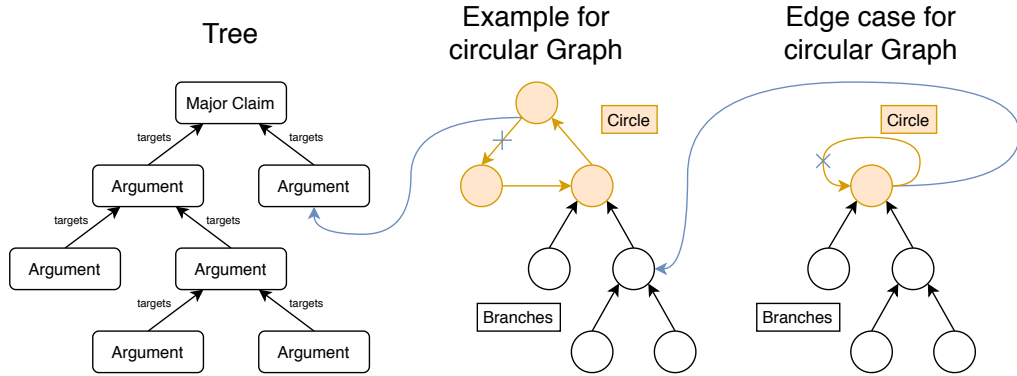 Tree
Example for
circular Graph
Edge case for
circular Graph
Major Claim
targets
targets
Circle
Circle
Argument
Argument
targets
targets
Argument
Argument
targets
targets
Branches
Branches
Argument
Argument